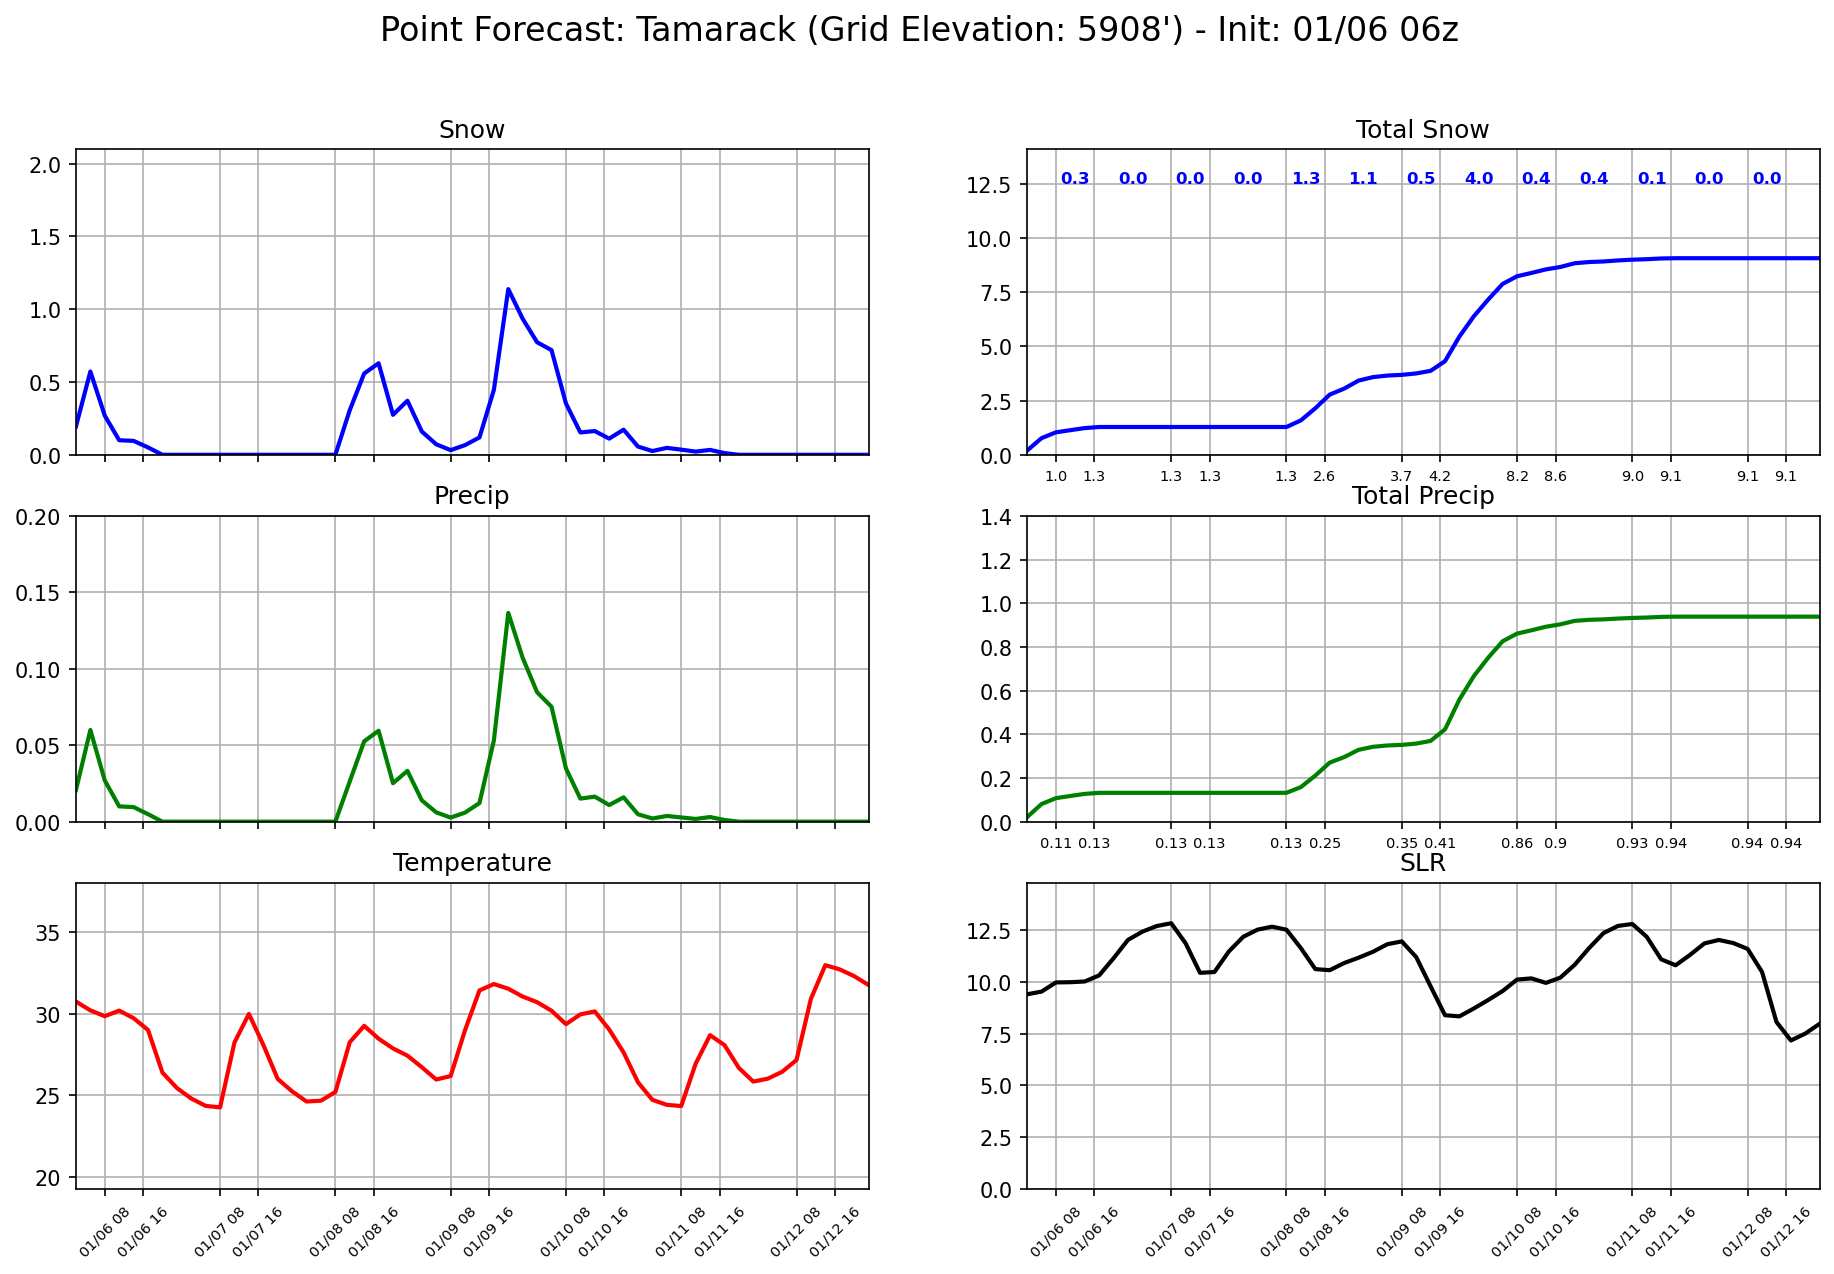 Point Forecast: Tamarack (Grid Elevation: 5908') - Init: 01/06 06z
Snow
2.0
1.5
1.0
0.5
0.0
Total Snow
12.5
10.0
7.5
5.0
2.5
0.0
0.3 0.0 0.0 0.0 1.3 1.1 0.5 4.0 0.4 0.4 0.1 0.0 0.0
1.0 1.3 1.3 1.3 1.3 2.6 3.7 4.2 8.2 8.6 9.0 9.1 9.1 9.1
Precip
0.20
0.15
0.10
0.05
0.00
Total Precip
1.4
1.2
1.0
0.8
0.6
0.4
0.2
0.0
0.11 0.13 0.13 0.13 0.13 0.25 0.35 0.41 0.86 0.9 0.93 0.94 0.94 0.94
Temperature
35
30
25
20
01/06 08 01/06 16 01/07 08 01/07 16 01/08 08 01/08 16 01/09 08 01/09 16 01/10 08 01/10 16 01/11 08 01/11 16 01/12 08 01/12 16
SLR
12.5
10.0
7.5
5.0
2.5
0.0
01/06 08 01/06 16 01/07 08 01/07 16 01/08 08 01/08 16 01/09 08 01/09 16 01/10 08 01/10 16 01/11 08 01/11 16 01/12 08 01/12 16